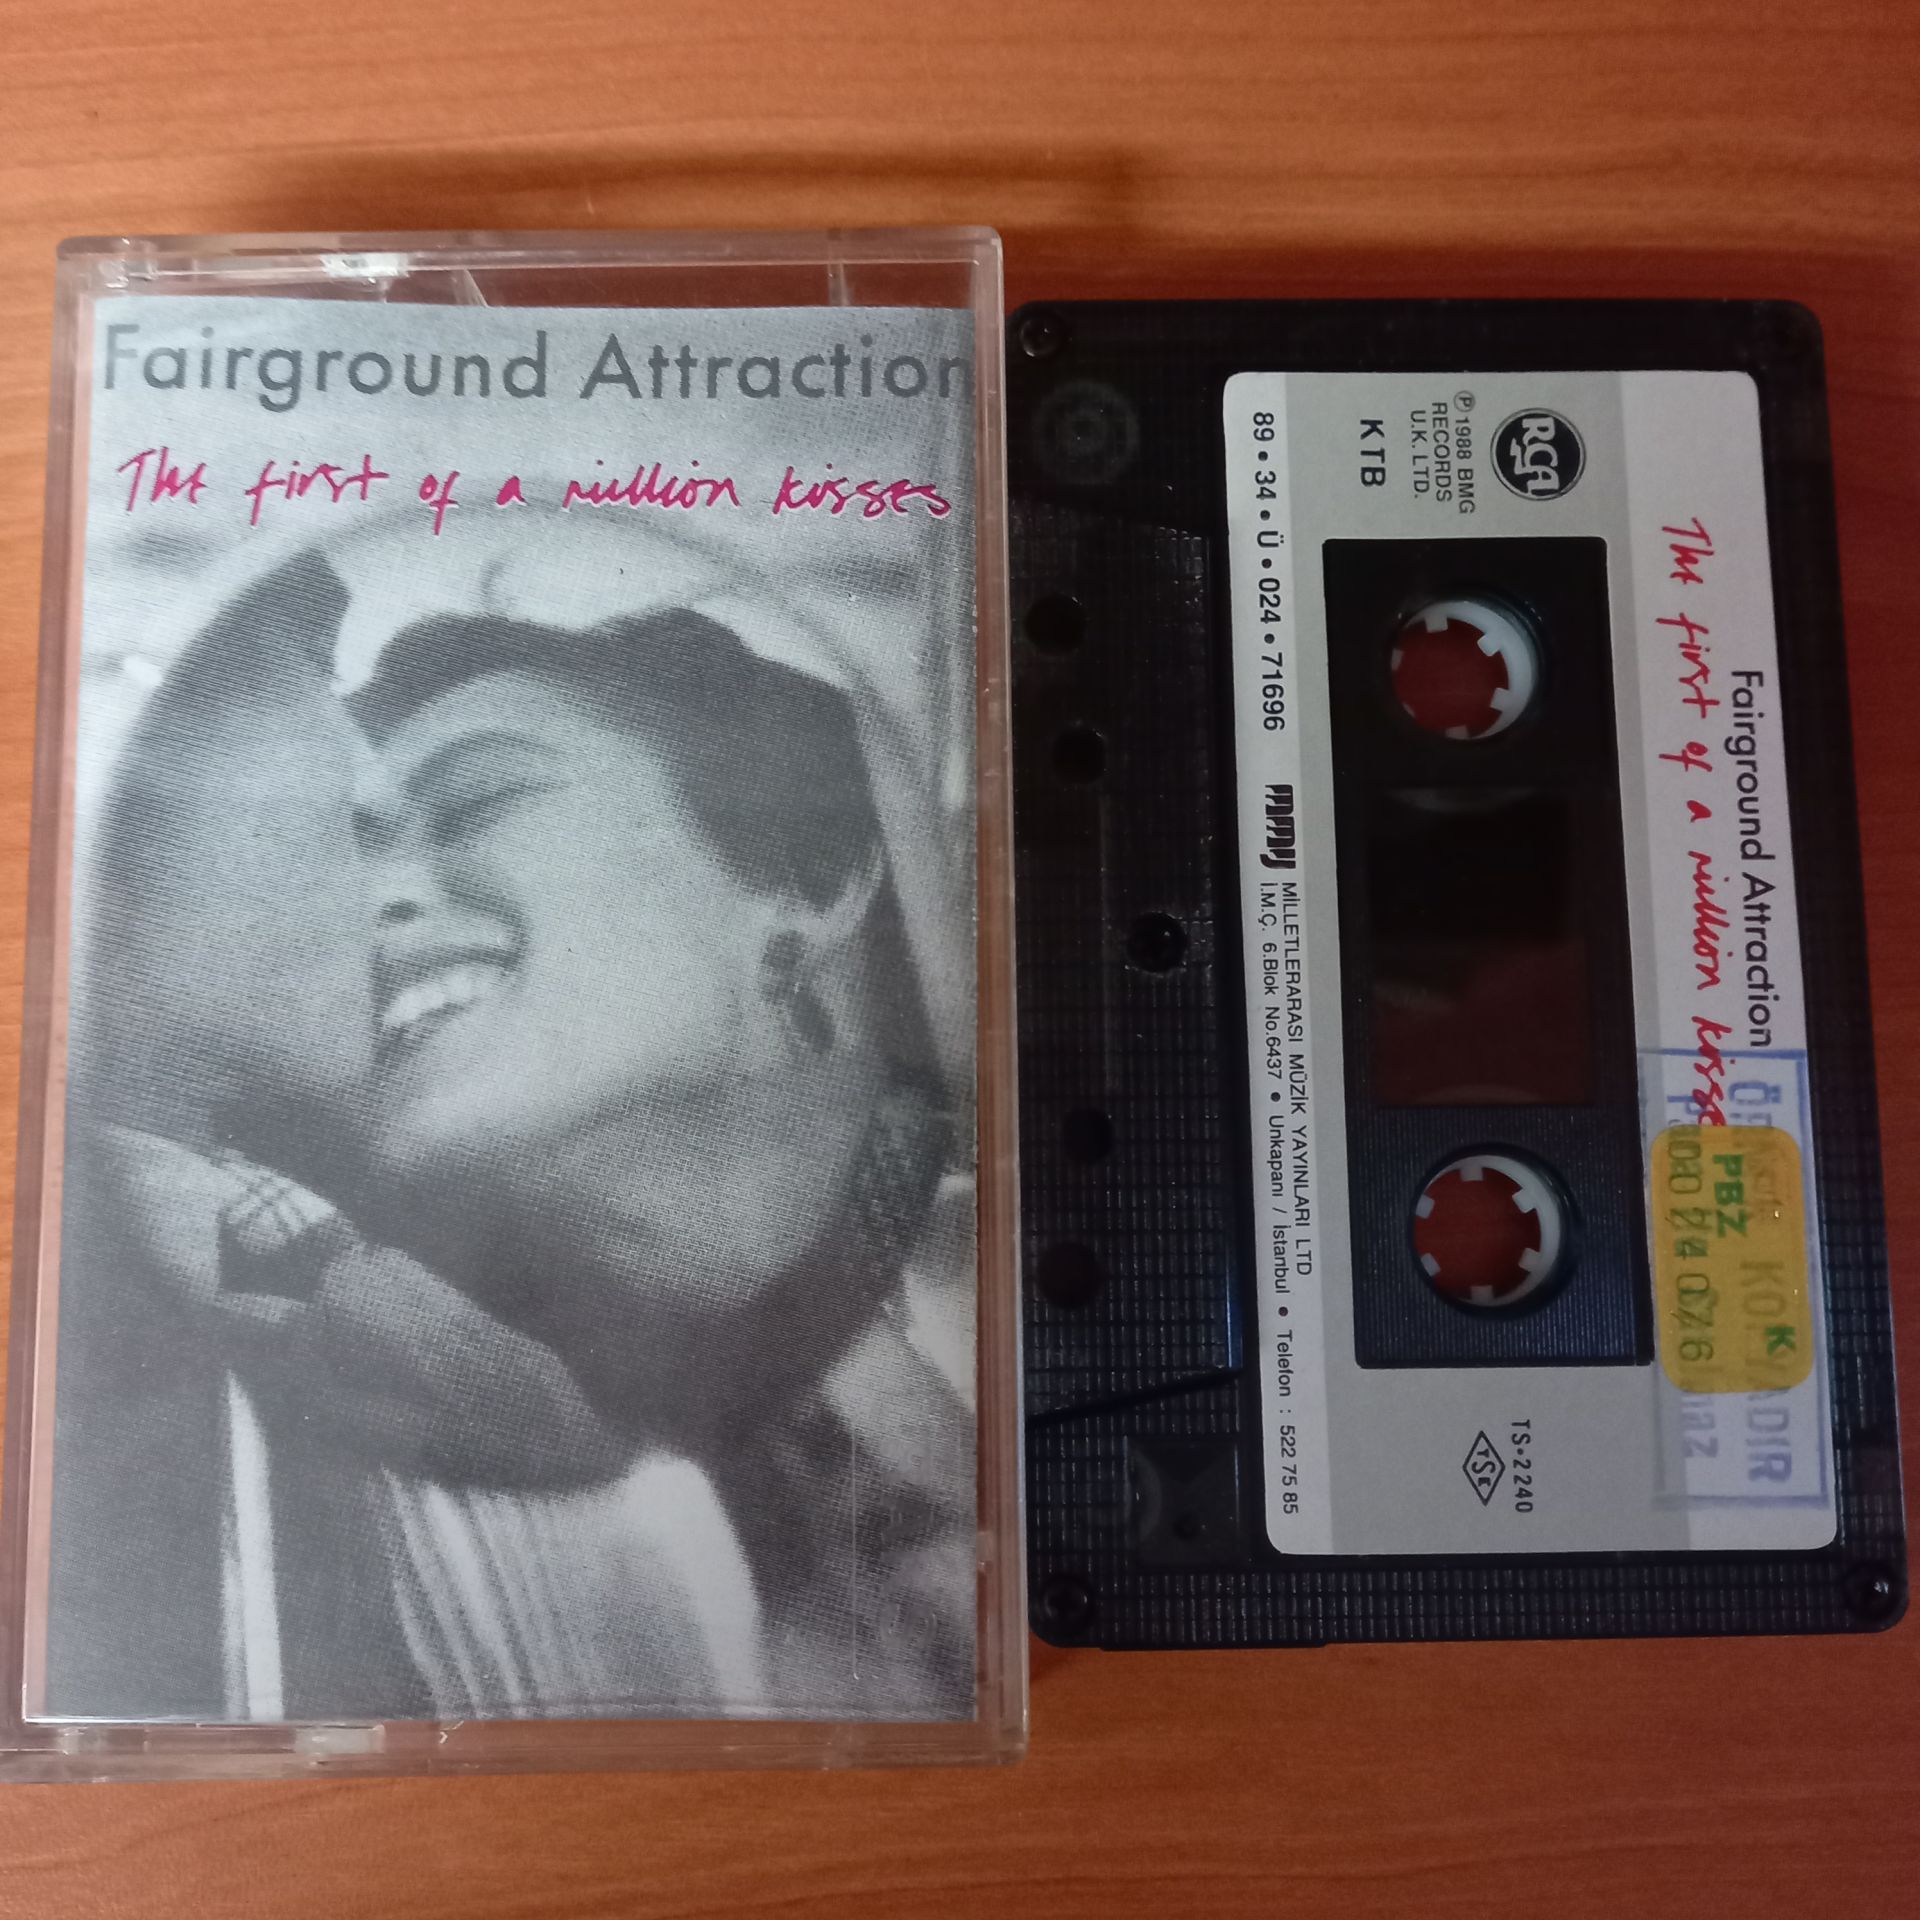 Fairground Attraction
The first of a million kisses
Fairground Attraction
The first of a million
RCA
℗1988 BMG
RECORDS
U.K. LTD.
KTB
PBZ
K
TS•2240
TSE
89 • 34 • Ü • 024 • 71696
MİLLETLERARASI MÜZİK YAYINLARI LTD
İ.M.Ç. 6.Blok No.6437 • Unkapanı / İstanbul • Telefon : 522 75 85